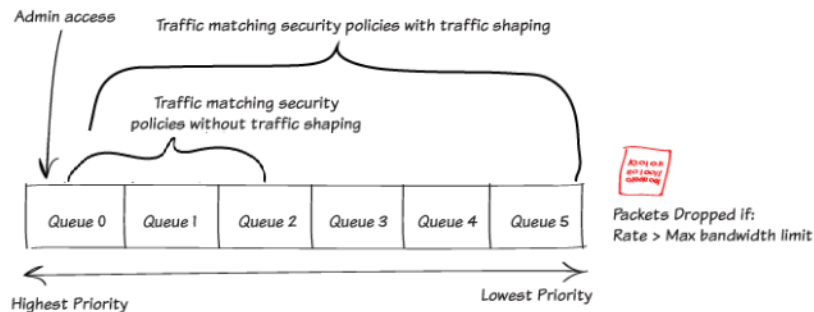 Admin access
Traffic matching security policies with traffic shaping
Traffic matching security
policies without traffic shaping
Queue 0
Queue 1
Queue 2
Queue 3
Queue 4
Queue 5
Packets Dropped if:
Rate > Max bandwidth limit
Highest Priority
Lowest Priority